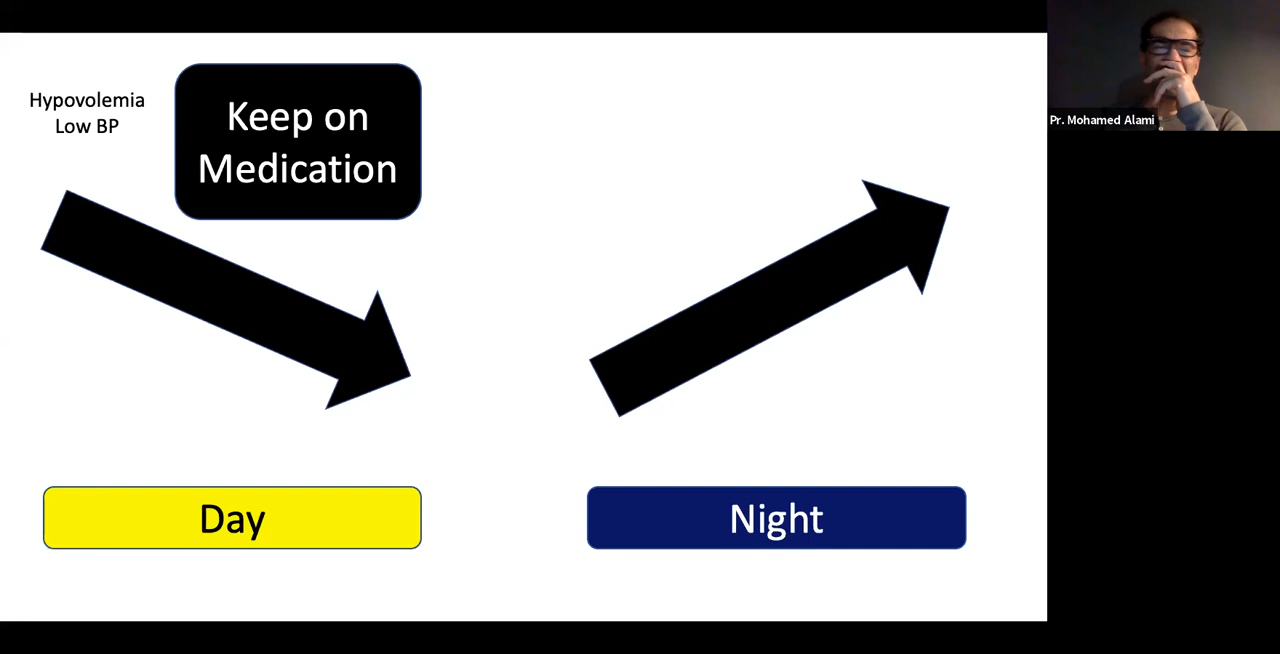 Hypovolemia
Low BP
Keep on
Medication
Day
Night
Pr. Mohamed Alami